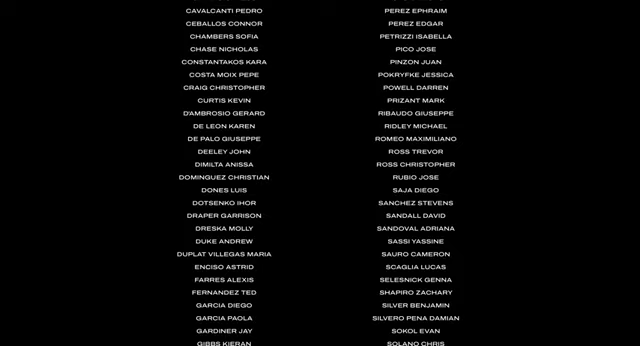 CAVALCANTI PEDRO
CEBALLOS CONNOR
CHAMBERS SOFIA
CHASE NICHOLAS
CONSTANTAKOS KARA
COSTA MOIX PEPE
CRAIG CHRISTOPHER
CURTIS KEVIN
D'AMBROSIO GERARD
DE LEON KAREN
DE PALO GIUSEPPE
DEELEY JOHN
DIMILTA ANISSA
DOMINGUEZ CHRISTIAN
DONES LUIS
DOTSENKO IHOR
DRAPER GARRISON
DRESKA MOLLY
DUKE ANDREW
DUPLAT VILLEGAS MARIA
ENCISO ASTRID
FARRES ALEXIS
FERNANDEZ TED
GARCIA DIEGO
GARCIA PAOLA
GARDINER JAY
GIBBS KIERAN
PEREZ EPHRAIM
PEREZ EDGAR
PETRIZZI ISABELLA
PICO JOSE
PINZON JUAN
POKRYFKE JESSICA
POWELL DARREN
PRIZANT MARK
RIBAUDO GIUSEPPE
RIDLEY MICHAEL
ROMEO MAXIMILIANO
ROSS TREVOR
ROSS CHRISTOPHER
RUBIO JOSE
SAJA DIEGO
SANCHEZ STEVENS
SANDALL DAVID
SANDOVAL ADRIANA
SASSI YASSINE
SAURO CAMERON
SCAGLIA LUCAS
SELESNICK GENNA
SHAPIRO ZACHARY
SILVER BENJAMIN
SILVERO PENA DAMIAN
SOKOL EVAN
SOLANO CHRIS